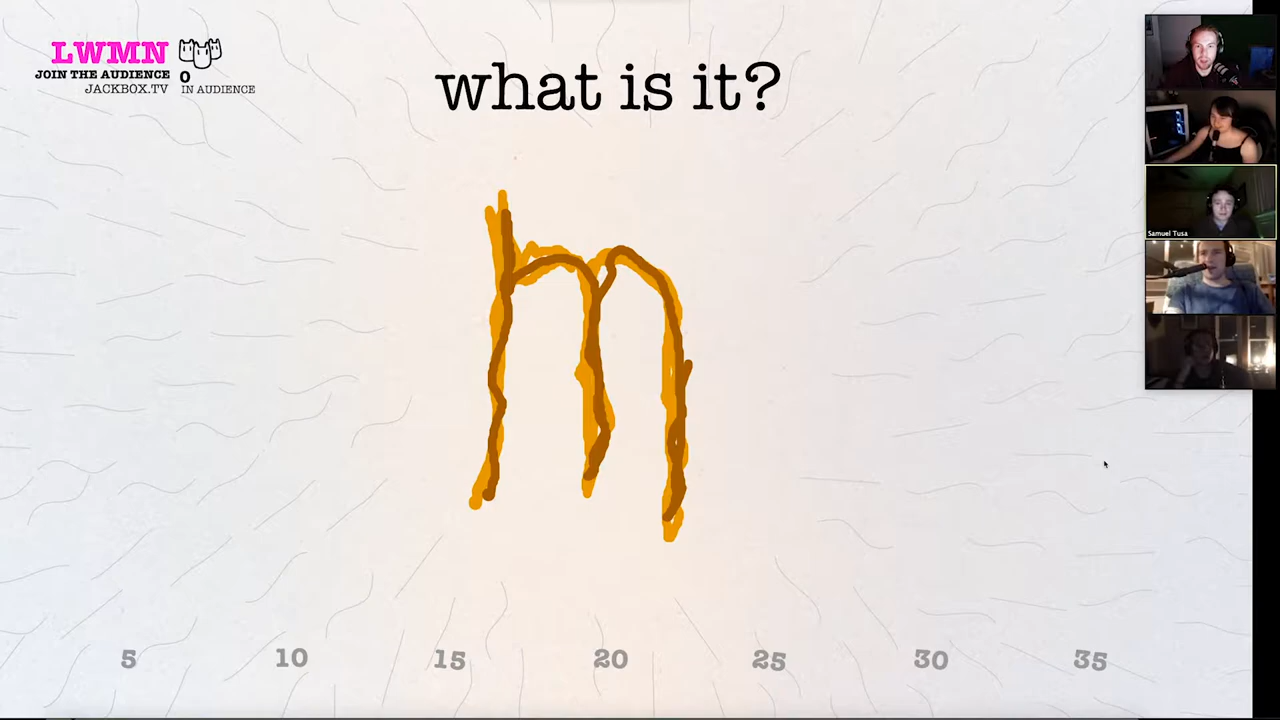 LWMN
JOIN THE AUDIENCE
JACKBOX.TV
0
IN AUDIENCE
what is it?
m
Samuel Tusa
5 10 15 20 25 30 35